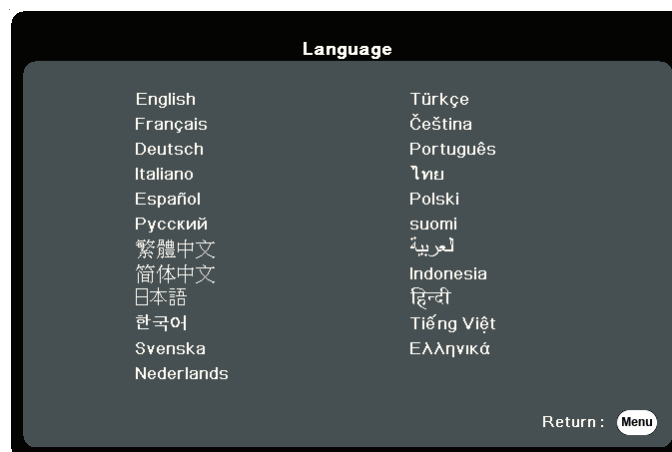 Language
English
Français
Deutsch
Italiano
Español
Русский
繁體中文
简体中文
日本語
한국어
Svenska
Nederlands
Türkçe
Čeština
Português
ไทย
Polski
suomi
لعربية
Indonesia
हिन्दी
Tiếng Việt
Ελληνικά
Return : Menu